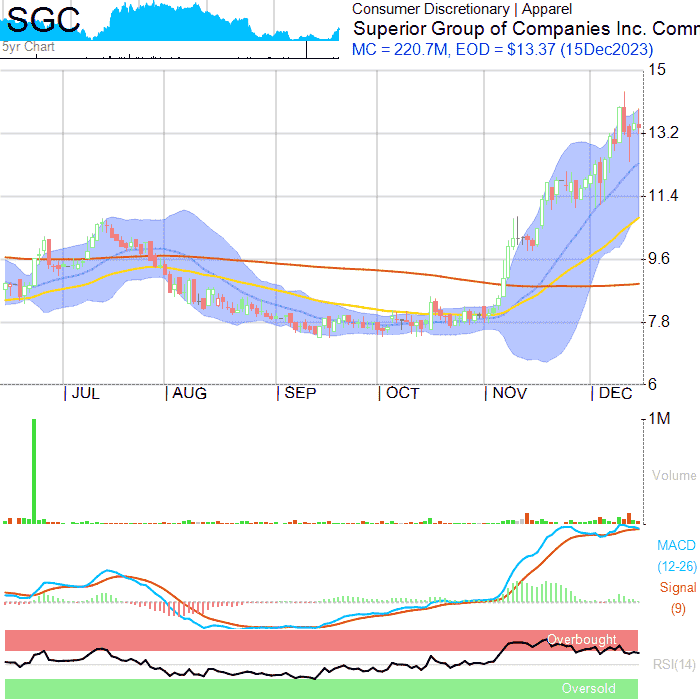 SGC
Consumer Discretionary | Apparel
Superior Group of Companies Inc. Comm
MC = 220.7M, EOD = $13.37 (15Dec2023)
5yr Chart
15
13.2
11.4
9.6
7.8
6
JUL AUG SEP OCT NOV DEC
1M
Volume
MACD
(12-26)
Signal
(9)
Overbought
RSI(14)
Oversold